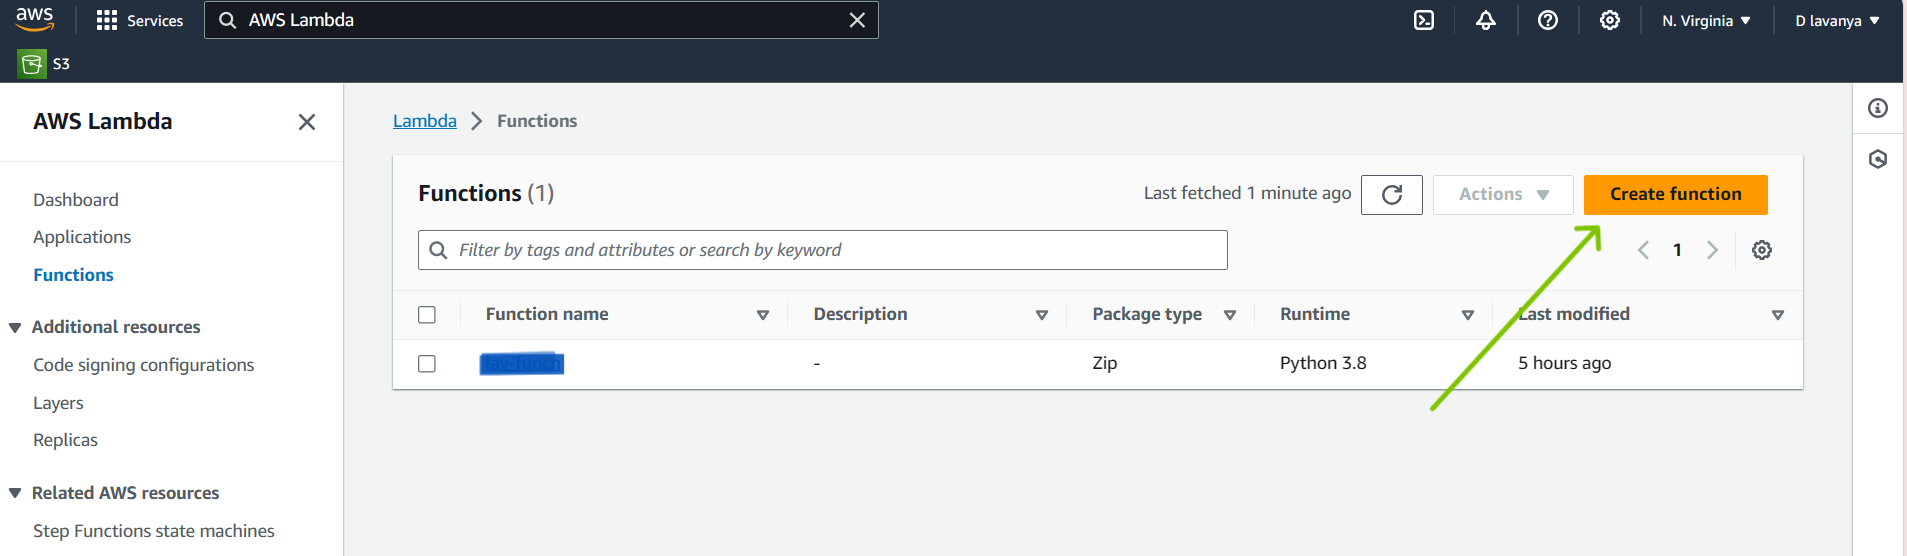 aws Services AWS Lambda N. Virginia D lavanya
S3
AWS Lambda
Dashboard
Applications
Functions
Additional resources
Code signing configurations
Layers
Replicas
Related AWS resources
Step Functions state machines
Lambda Functions
Functions (1) Last fetched 1 minute ago Actions Create function
Filter by tags and attributes or search by keyword 1
Function name Description Package type Runtime Last modified
- Zip Python 3.8 5 hours ago